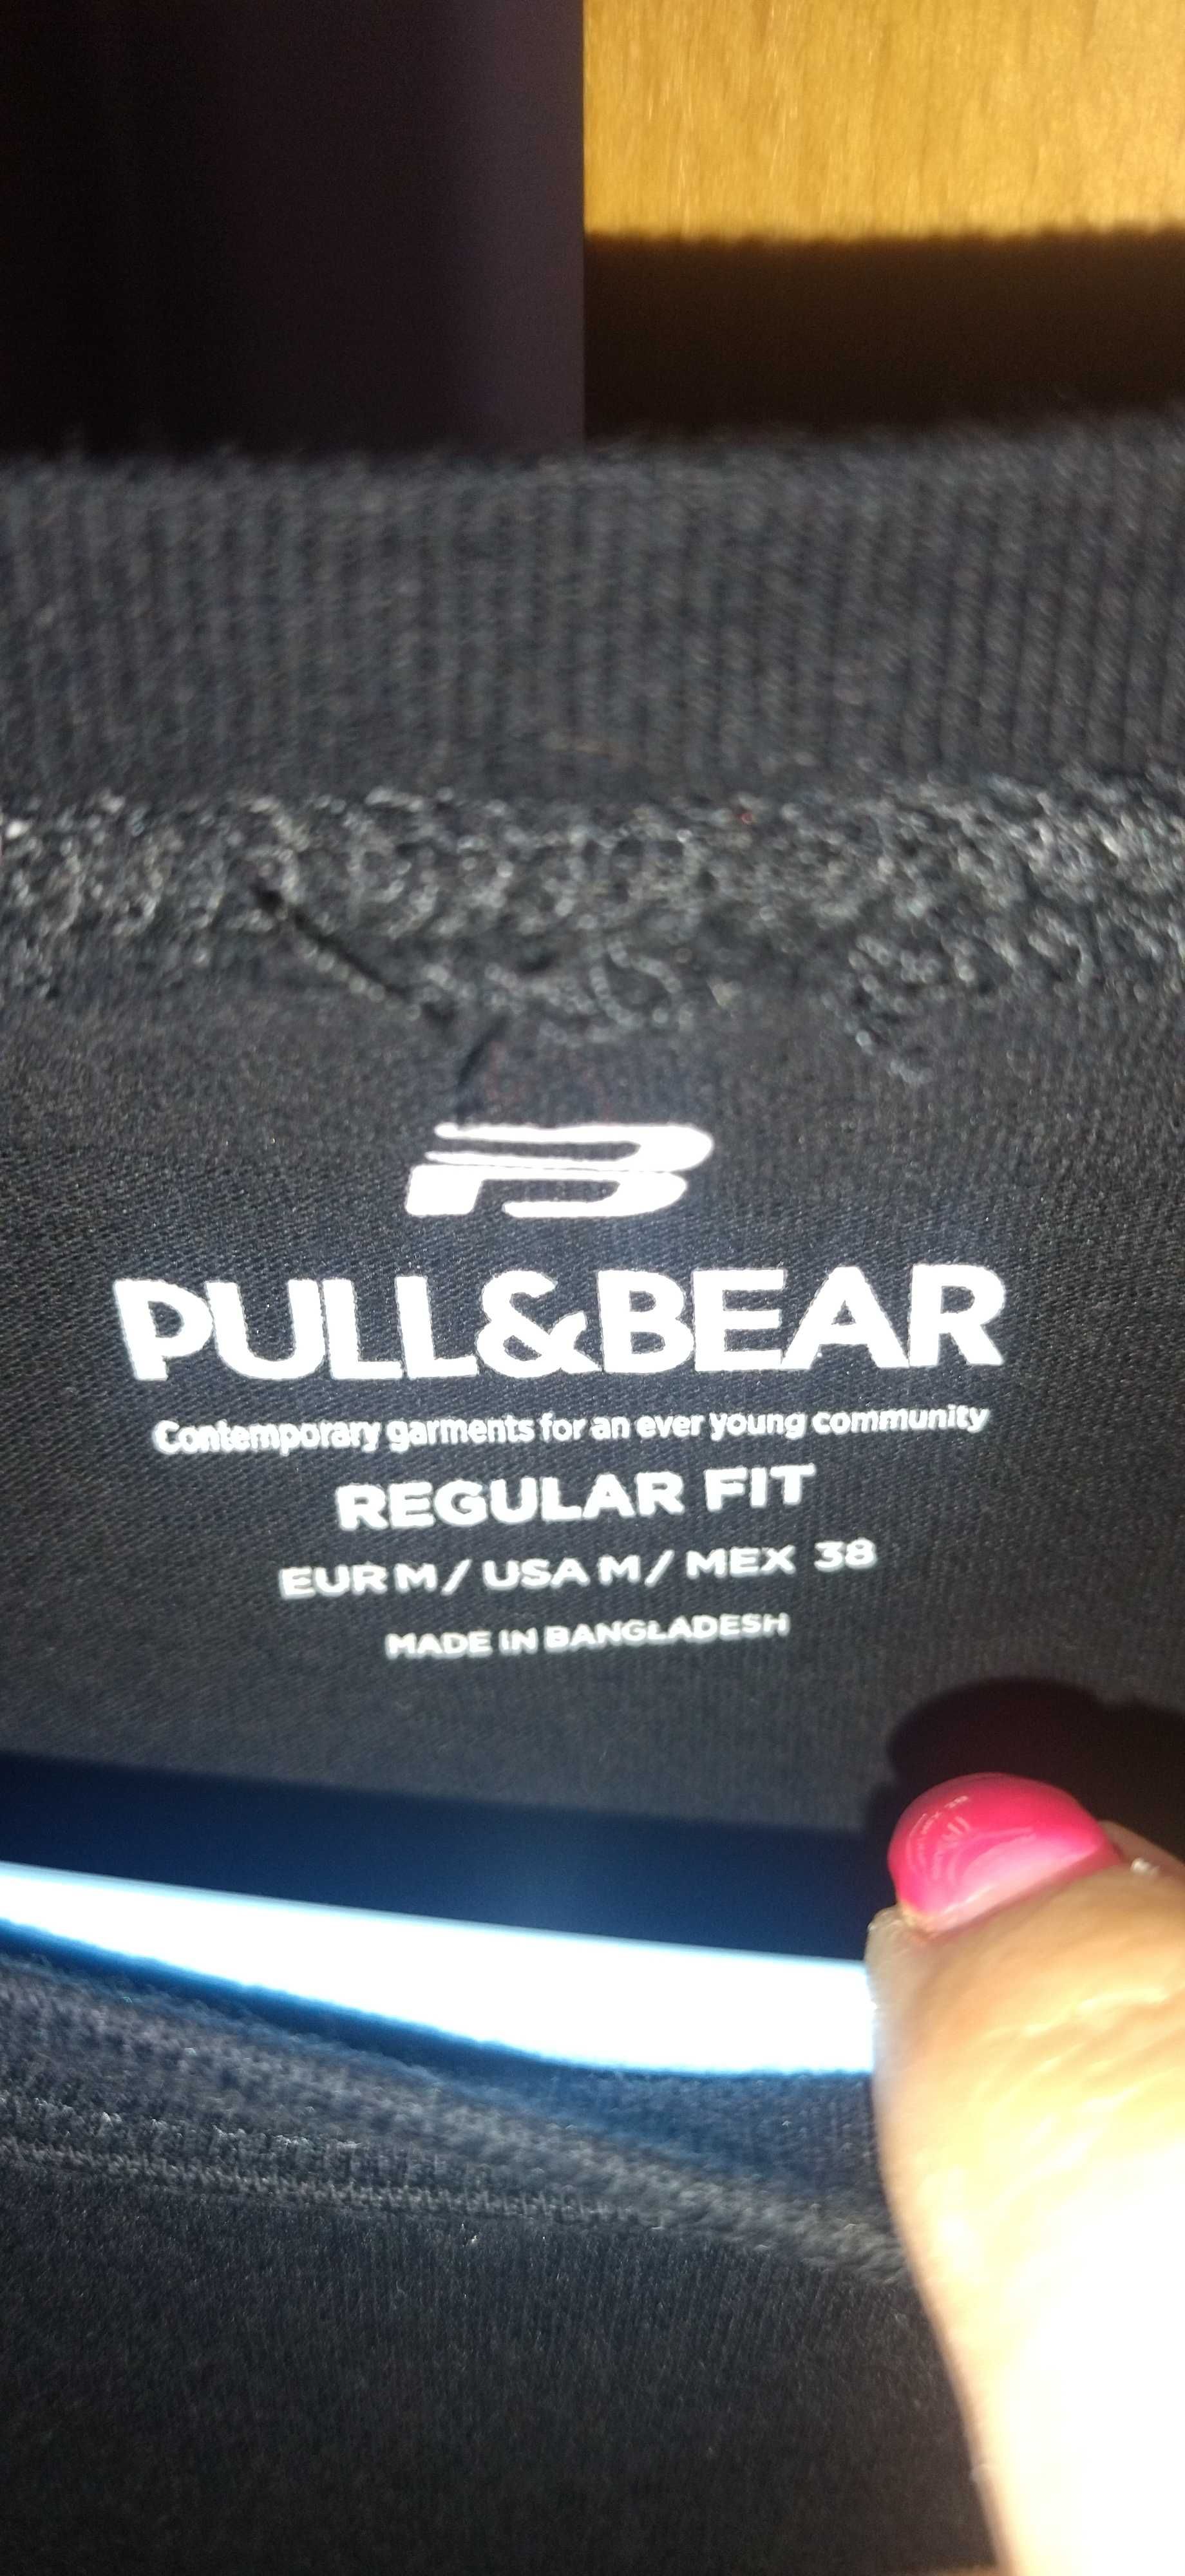 PULL&BEAR
Contemporary garments for an ever young community
REGULAR FIT
EUR M / USA M / MEX 38
MADE IN BANGLADESH